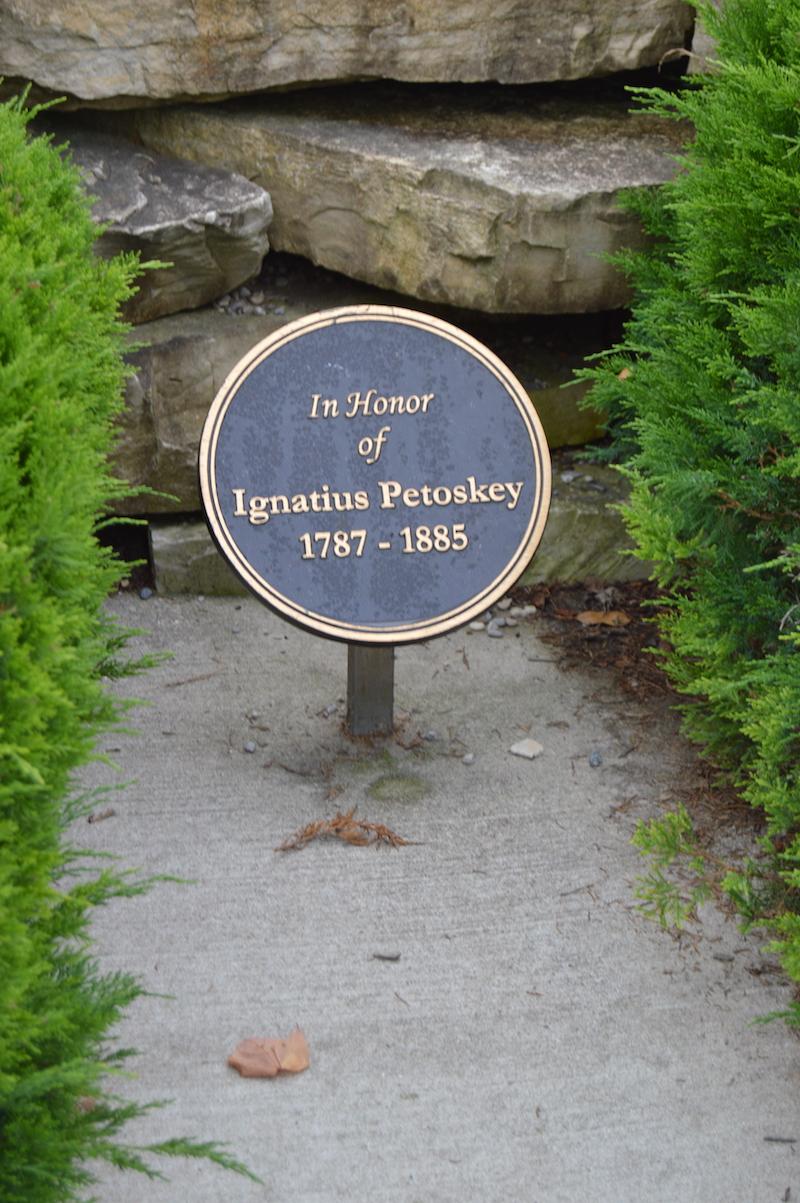 In Honor
of
Ignatius Petoskey
1787 - 1885